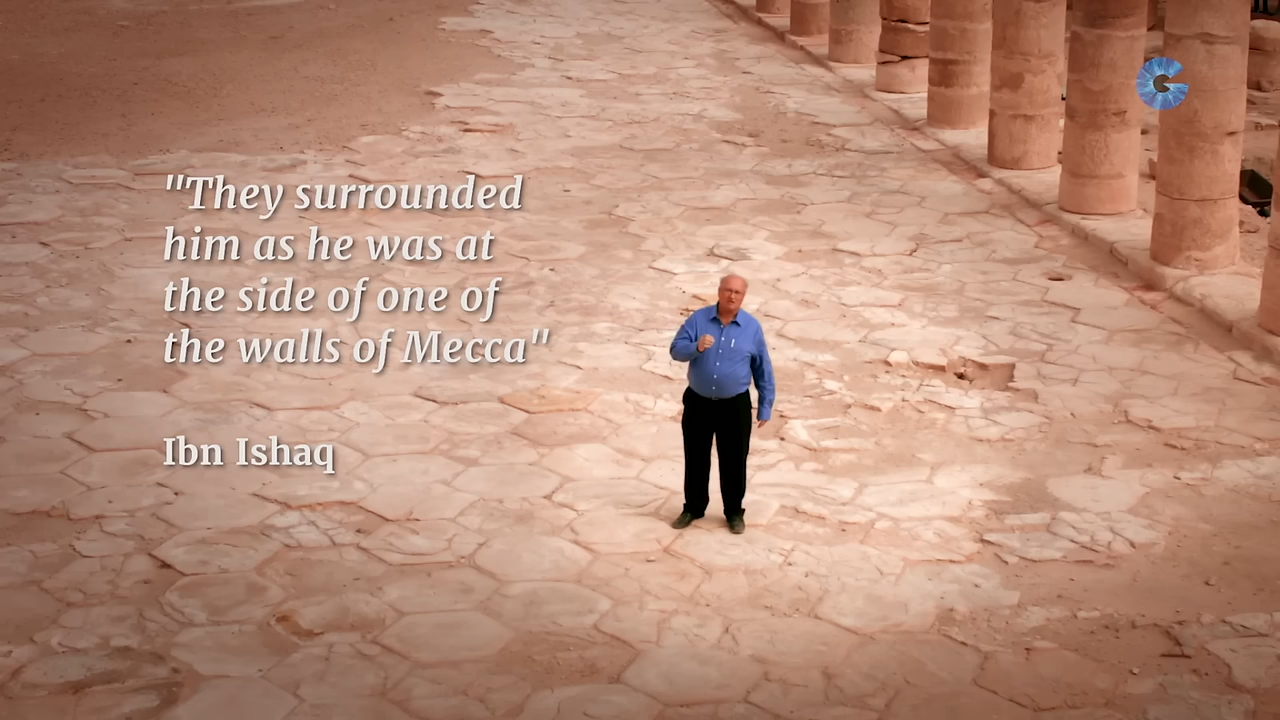 "They surrounded
him as he was at
the side of one of
the walls of Mecca"
Ibn Ishaq